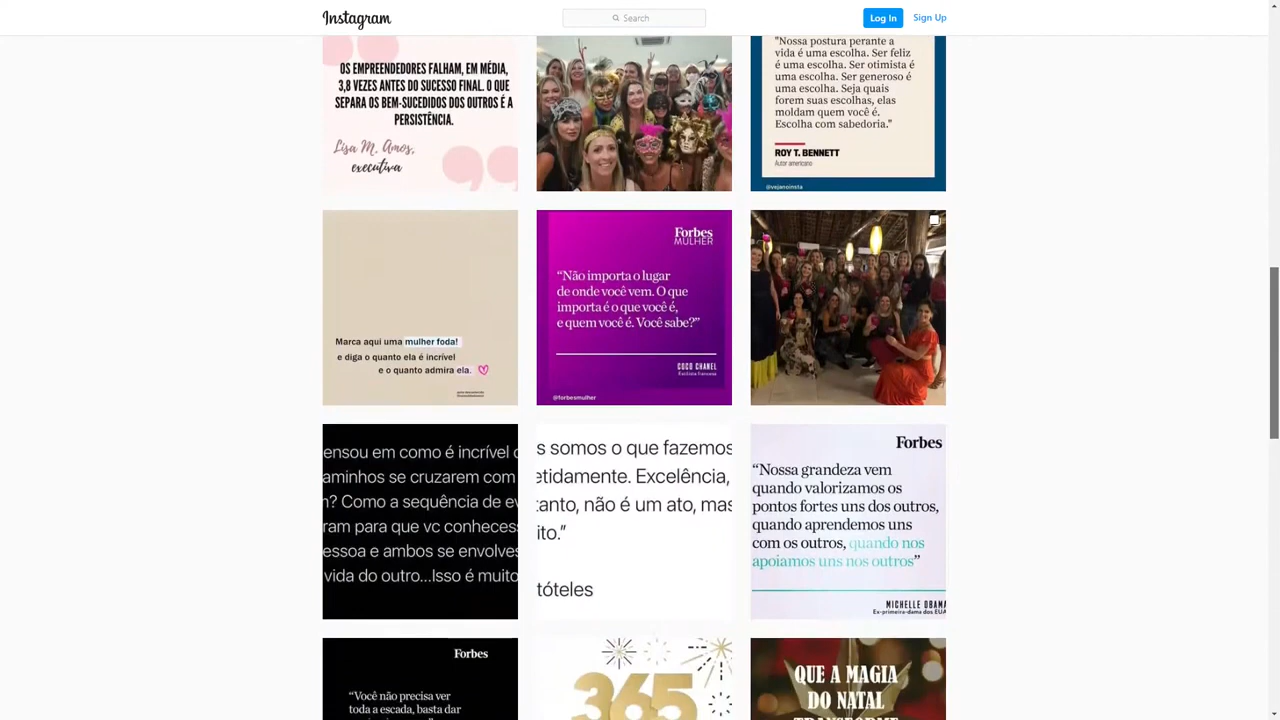 Instagram
Search
Log In
Sign Up
OS EMPREENDEDORES FALHAM, EM MÉDIA,
3,8 VEZES ANTES DO SUCESSO FINAL. O QUE
SEPARA OS BEM-SUCEDIDOS DOS OUTROS É A
PERSISTÊNCIA.
Lisa M. Amos,
executiva
"Nossa postura perante a
vida é uma escolha. Ser feliz
é uma escolha. Ser otimista
é uma escolha. Ser generoso é
uma escolha. Seja quais
forem suas escolhas, elas
moldam quem você é.
Escolha com sabedoria."
ROY T. BENNETT
Autor americano
@vejanoinsta
Marca aqui uma mulher foda!
e diga o quanto ela é incrível
e o quanto admira ela.
Forbes
MULHER
“Não importa o lugar
de onde você vem. O que
importa é o que você é,
e quem você é. Você sabe?”
COCO CHANEL
Estilista francesa
@forbesmulher
ensou em como é incrível o
aminhos se cruzarem com
n? Como a sequência de ev
ram para que vc conhecess
essoa e ambos se envolves
vida do outro...Isso é muito
s somos o que fazemos
etidamente. Excelência,
tanto, não é um ato, mas
ito.”
tóteles
Forbes
“Nossa grandeza vem
quando valorizamos os
pontos fortes uns dos outros,
quando aprendemos uns
com os outros, quando nos
apoiamos uns nos outros”
MICHELLE OBAMA
Ex-primeira-dama dos EUA
Forbes
“Você não precisa ver
toda a escada, basta dar
365
QUE A MAGIA
DO NATAL
TRANSFORME